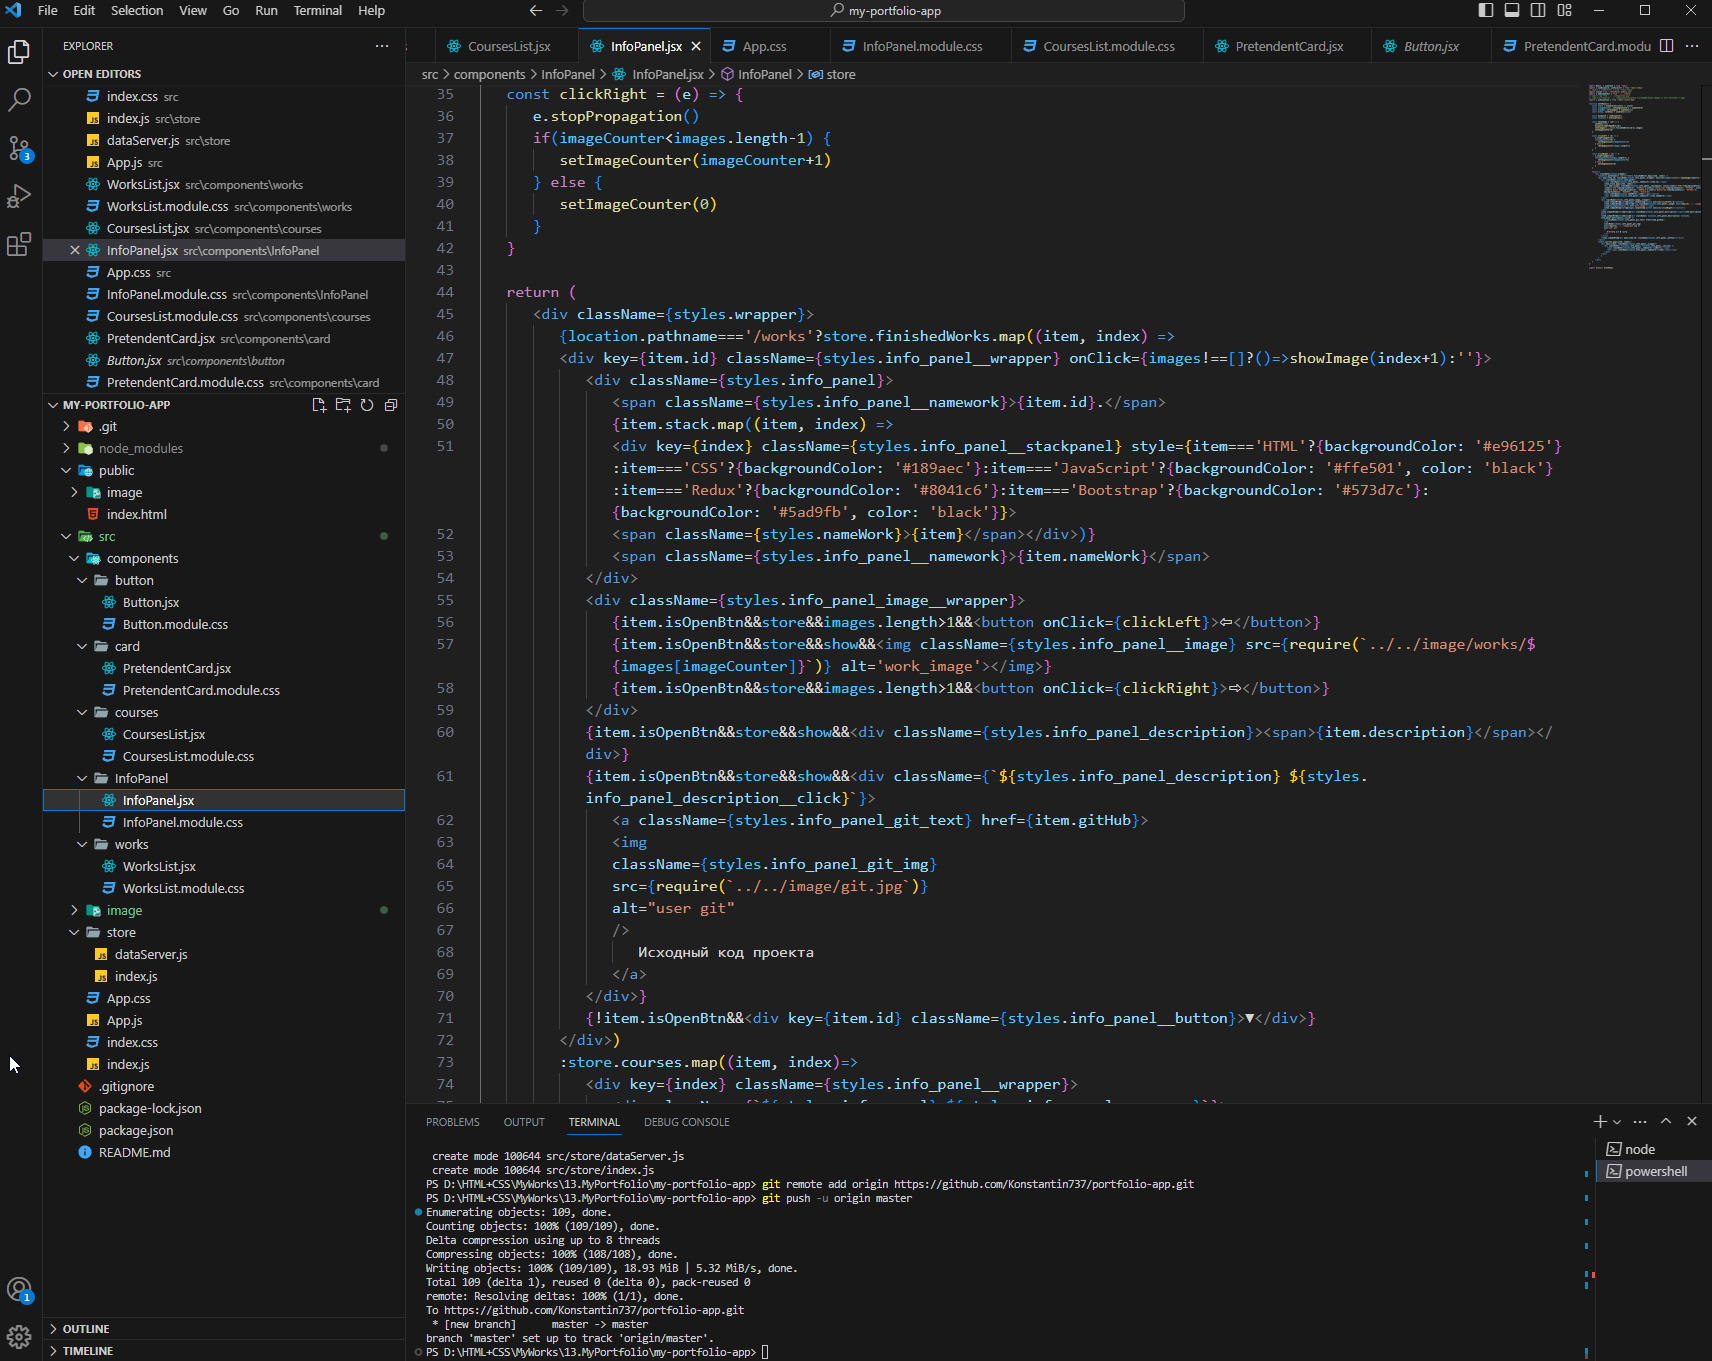 File Edit Selection View Go Run Terminal Help
my-portfolio-app
EXPLORER
OPEN EDITORS
index.css src
index.js src\store
dataServer.js src\store
App.js src
WorksList.jsx src\components\works
WorksList.module.css src\components\works
CoursesList.jsx src\components\courses
InfoPanel.jsx src\components\InfoPanel
App.css src
InfoPanel.module.css src\components\InfoPanel
CoursesList.module.css src\components\courses
PretendentCard.jsx src\components\card
Button.jsx src\components\button
PretendentCard.module.css src\components\card
MY-PORTFOLIO-APP
.git
node_modules
public
image
index.html
src
components
button
Button.jsx
Button.module.css
card
PretendentCard.jsx
PretendentCard.module.css
courses
CoursesList.jsx
CoursesList.module.css
InfoPanel
InfoPanel.jsx
InfoPanel.module.css
works
WorksList.jsx
WorksList.module.css
image
store
dataServer.js
index.js
App.css
App.js
index.css
index.js
.gitignore
package-lock.json
package.json
README.md
OUTLINE
TIMELINE
3
1
CoursesList.jsx InfoPanel.jsx App.css InfoPanel.module.css CoursesList.module.css PretendentCard.jsx Button.jsx PretendentCard.modu
src > components > InfoPanel > InfoPanel.jsx > InfoPanel > store
35 const clickRight = (e) => {
36 e.stopPropagation()
37 if(imageCounter<images.length-1) {
38 setImageCounter(imageCounter+1)
39 } else {
40 setImageCounter(0)
41 }
42 }
43
44 return (
45 <div className={styles.wrapper}>
46 {location.pathname==='/works'?store.finishedWorks.map((item, index) =>
47 <div key={item.id} className={styles.info_panel__wrapper} onClick={images!==[]?()=>showImage(index+1):''}>
48 <div className={styles.info_panel}>
49 <span className={styles.info_panel__namework}>{item.id}.</span>
50 {item.stack.map((item, index) =>
51 <div key={index} className={styles.info_panel__stackpanel} style={item==='HTML'?{backgroundColor: '#e96125'}
:item==='CSS'?{backgroundColor: '#189aec'}:item==='JavaScript'?{backgroundColor: '#ffe501', color: 'black'}
:item==='Redux'?{backgroundColor: '#8041c6'}:item==='Bootstrap'?{backgroundColor: '#573d7c'}:
{backgroundColor: '#5ad9fb', color: 'black'}}>
52 <span className={styles.nameWork}>{item}</span></div>)}
53 <span className={styles.info_panel__namework}>{item.nameWork}</span>
54 </div>
55 <div className={styles.info_panel_image__wrapper}>
56 {item.isOpenBtn&&store&&images.length>1&&<button onClick={clickLeft}>⇦</button>}
57 {item.isOpenBtn&&store&&show&&<img className={styles.info_panel__image} src={require(`../../image/works/$
{images[imageCounter]}`)} alt='work_image'></img>}
58 {item.isOpenBtn&&store&&images.length>1&&<button onClick={clickRight}>⇨</button>}
59 </div>
60 {item.isOpenBtn&&store&&show&&<div className={styles.info_panel_description}><span>{item.description}</span></
div>}
61 {item.isOpenBtn&&store&&show&&<div className={`${styles.info_panel_description} ${styles.
info_panel_description__click}`}>
62 <a className={styles.info_panel_git_text} href={item.gitHub}>
63 <img
64 className={styles.info_panel_git_img}
65 src={require(`../../image/git.jpg`)}
66 alt="user git"
67 />
68 Исходный код проекта
69 </a>
70 </div>}
71 {!item.isOpenBtn&&<div key={item.id} className={styles.info_panel__button}>▼</div>}
72 </div>)
73 :store.courses.map((item, index)=>
74 <div key={index} className={styles.info_panel__wrapper}>
PROBLEMS OUTPUT TERMINAL DEBUG CONSOLE
create mode 100644 src/store/dataServer.js
create mode 100644 src/store/index.js
PS D:\HTML+CSS\MyWorks\13.MyPortfolio\my-portfolio-app> git remote add origin https://github.com/Konstantin737/portfolio-app.git
PS D:\HTML+CSS\MyWorks\13.MyPortfolio\my-portfolio-app> git push -u origin master
Enumerating objects: 109, done.
Counting objects: 100% (109/109), done.
Delta compression using up to 8 threads
Compressing objects: 100% (108/108), done.
Writing objects: 100% (109/109), 18.93 MiB | 5.32 MiB/s, done.
Total 109 (delta 1), reused 0 (delta 0), pack-reused 0
remote: Resolving deltas: 100% (1/1), done.
To https://github.com/Konstantin737/portfolio-app.git
* [new branch] master -> master
branch 'master' set up to track 'origin/master'.
PS D:\HTML+CSS\MyWorks\13.MyPortfolio\my-portfolio-app>
node
powershell